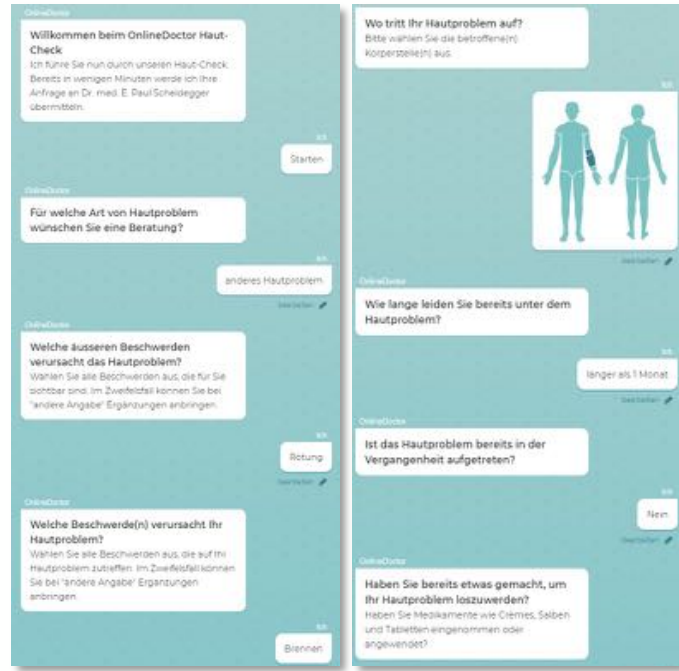 OnlineDoctor
Willkommen beim OnlineDoctor Haut-
Check
Ich führe Sie nun durch unseren Haut-Check.
Bereits in wenigen Minuten werde ich Ihre
Anfrage an Dr. med. E. Paul Scheidegger
übermitteln.
Starten
OnlineDoctor
Für welche Art von Hautproblem
wünschen Sie eine Beratung?
anderes Hautproblem
bearbeiten
OnlineDoctor
Welche äusseren Beschwerden
verursacht das Hautproblem?
Wählen Sie alle Beschwerden aus, die für Sie
sichtbar sind. Im Zweifelsfall können Sie bei
"andere Angabe" Ergänzungen anbringen.
Rötung
bearbeiten
OnlineDoctor
Welche Beschwerde(n) verursacht Ihr
Hautproblem?
Wählen Sie alle Beschwerden aus, die auf Ihr
Hautproblem zutreffen. Im Zweifelsfall können
Sie bei "andere Angabe" Ergänzungen
anbringen.
Brennen
Wo tritt Ihr Hautproblem auf?
Bitte wählen Sie die betroffene(n)
Körperstelle(n) aus.
bearbeiten
OnlineDoctor
Wie lange leiden Sie bereits unter dem
Hautproblem?
länger als 1 Monat
bearbeiten
OnlineDoctor
Ist das Hautproblem bereits in der
Vergangenheit aufgetreten?
Nein
bearbeiten
OnlineDoctor
Haben Sie bereits etwas gemacht, um
Ihr Hautproblem loszuwerden?
Haben Sie Medikamente wie Crèmes, Salben
und Tabletten eingenommen oder
angewendet?